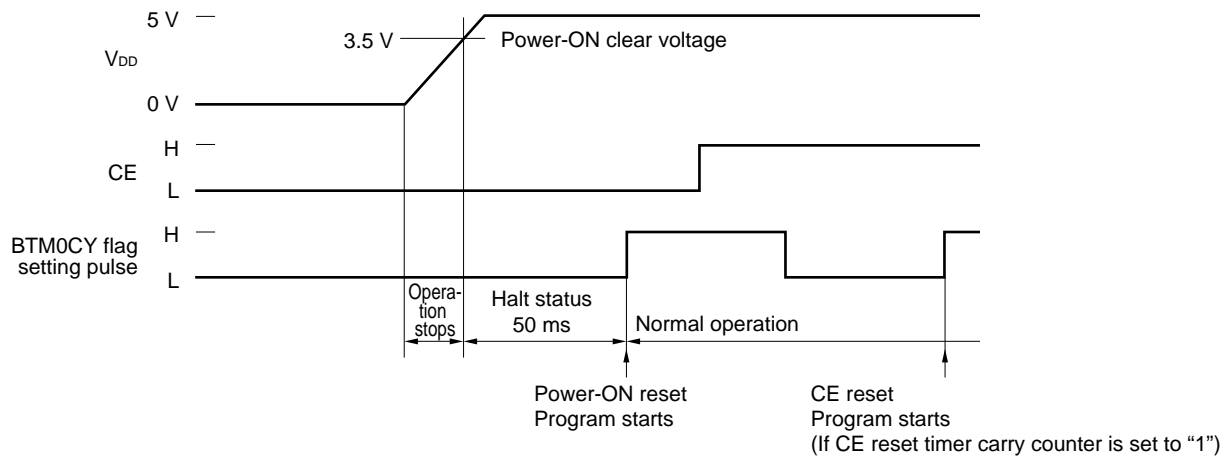 5 V
3.5 V
Power-ON clear voltage
VDD
0 V
H
CE
L
H
BTM0CY flag
setting pulse
L
Opera-
tion
stops
Halt status
50 ms
Normal operation
Power-ON reset
Program starts
CE reset
Program starts
(If CE reset timer carry counter is set to “1”)